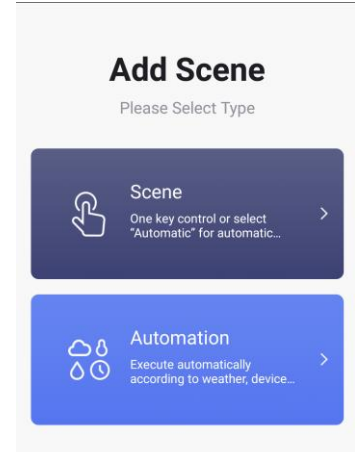 Add Scene
Please Select Type
Scene
One key control or select
"Automatic" for automatic...
Automation
Execute automatically
according to weather, device...